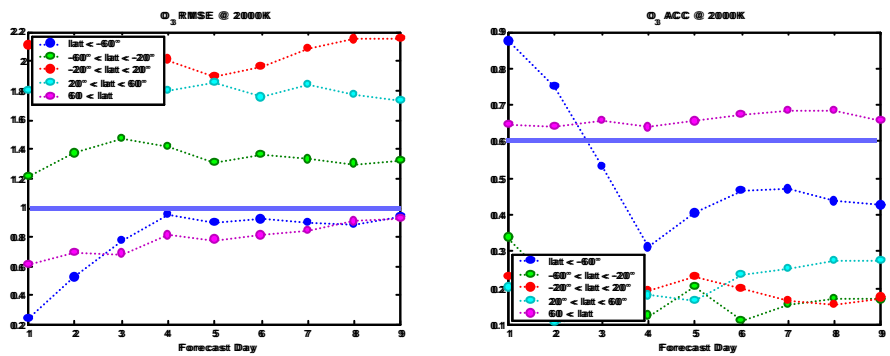 O3 RMSE @ 2000K
2.2
2
1.8
1.6
1.4
1.2
1
0.8
0.6
0.4
0.2
lat < -60°
-60° < lat < -20°
-20° < lat < 20°
20° < lat < 60°
60 < lat
1 2 3 4 5 6 7 8 9
Forecast Day
O3 ACC @ 2000K
0.9
0.8
0.7
0.6
0.5
0.4
0.3
0.2
0.1
lat < -60°
-60° < lat < -20°
-20° < lat < 20°
20° < lat < 60°
60 < lat
1 2 3 4 5 6 7 8 9
Forecast Day